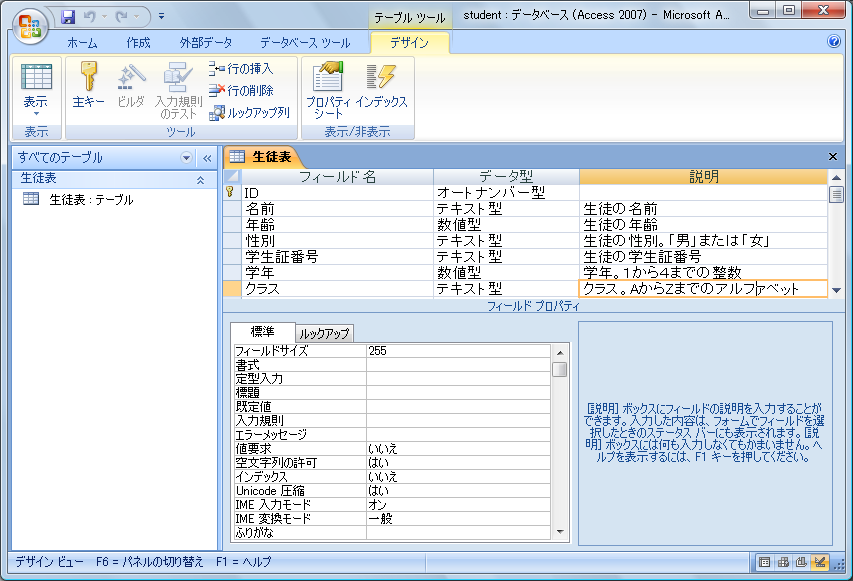 テーブル ツール
student : データベース (Access 2007) - Microsoft A...
ホーム 作成 外部データ データベース ツール デザイン
表示
主キー
ビルダ
入力規則
のテスト
行の挿入
行の削除
ルックアップ列
プロパティ
シート
インデックス
表示 ツール 表示/非表示
すべてのテーブル
生徒表
生徒表 : テーブル
生徒表
フィールド名 データ型 説明
ID オートナンバー型
名前 テキスト型 生徒の名前
年齢 数値型 生徒の年齢
性別 テキスト型 生徒の性別。「男」または「女」
学生証番号 テキスト型 生徒の学生証番号
学年 数値型 学年。1から4までの整数
クラス テキスト型 クラス。AからZまでのアルファベット
フィールド プロパティ
標準 ルックアップ
フィールドサイズ 255
書式
定型入力
標題
既定値
入力規則
エラーメッセージ
値要求 いいえ
空文字列の許可 はい
インデックス いいえ
Unicode 圧縮 はい
IME 入力モード オン
IME 変換モード 一般
ふりがな
[説明] ボックスにフィールドの説明を入力することが
できます。入力した内容は、フォームでフィールドを選
択したときのステータス バーにも表示されます。[説
明] ボックスには何も入力しなくてもかまいません。ヘ
ルプを表示するには、F1 キーを押してください。
デザイン ビュー F6 = パネルの切り替え F1 = ヘルプ